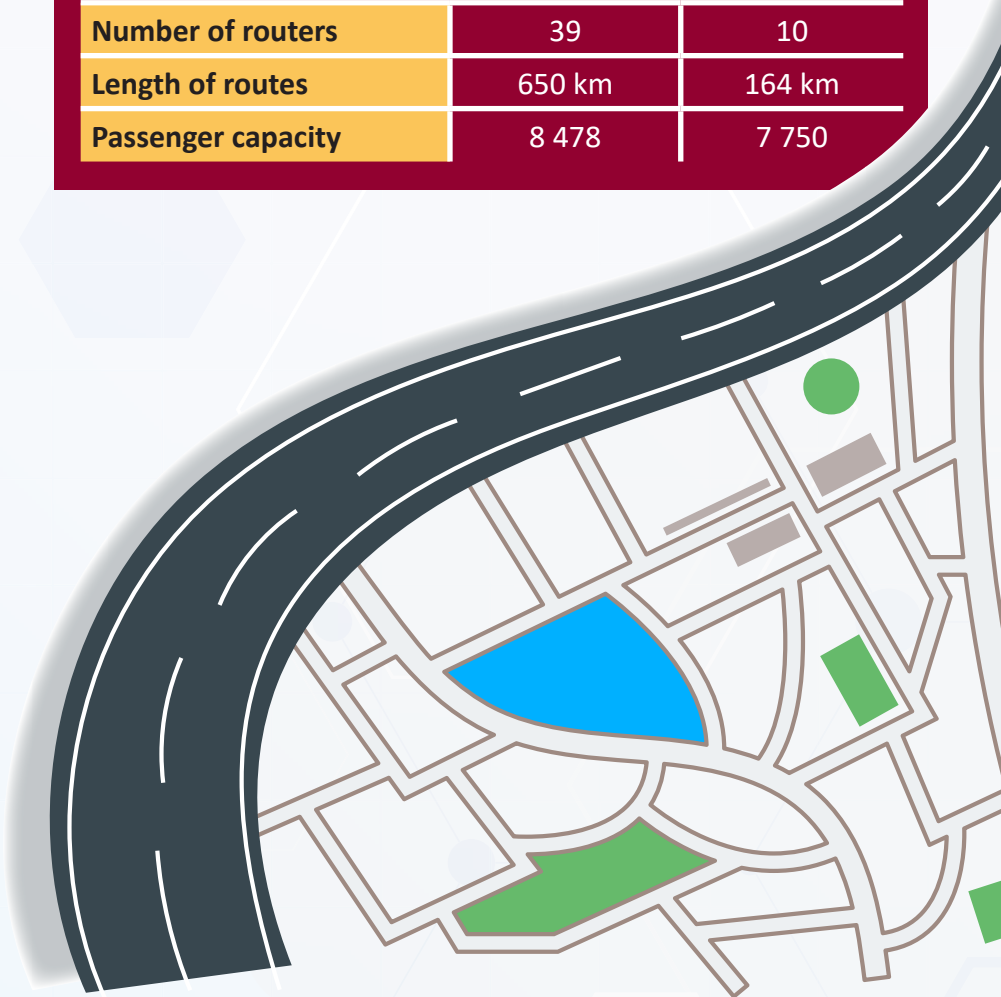 Number of routers 39 10
Length of routes 650 km 164 km
Passenger capacity 8 478 7 750